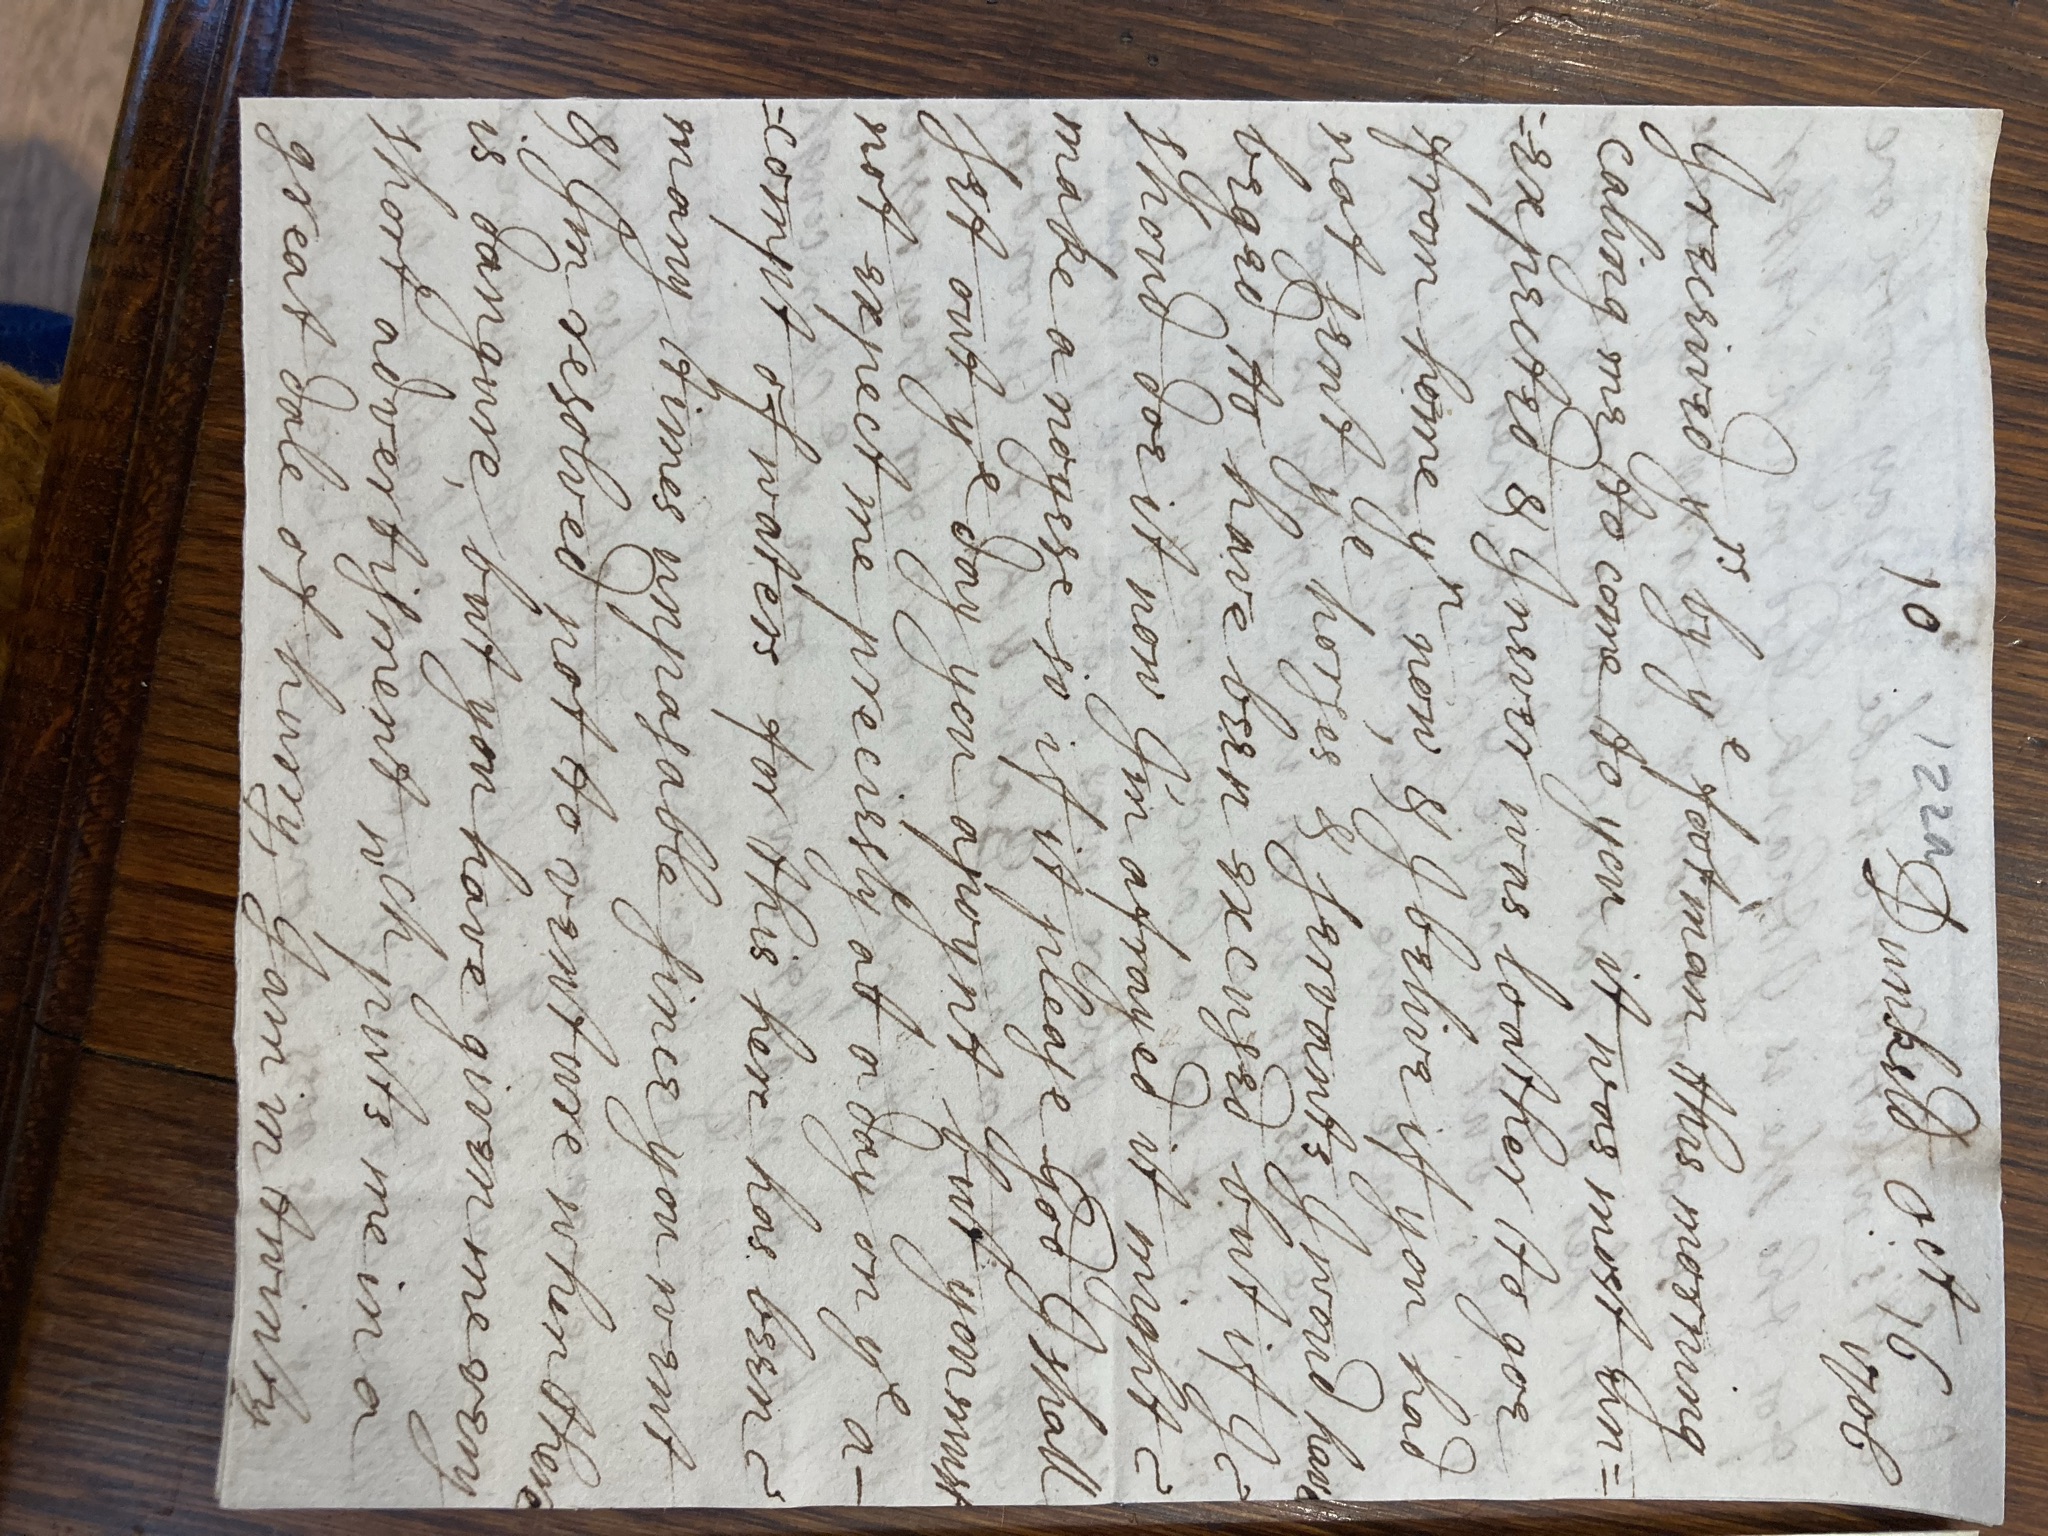 10 122a Dunkeld Oct: 16
1706
I received yrs by ye footman this morning
caling me to come to you it was most un=
=expected & I never was loather to goe
from home yn now, & I belive if you had
not sent ye horses & servants I woud have
beged to have been excused but if I
shoud doe it now I'm afrayed it might
make a noyese so if it please God I shall
set out ye day you apoynt but you must
not expect me preciesly at a day on ye a-
=compt of waters for this here has been
many times unpasable since you went
& I'm resolved not to venture when there
is dangure, but you have given me very
short advertisment wch puts me in a
great dale of hurry, I am in twinty